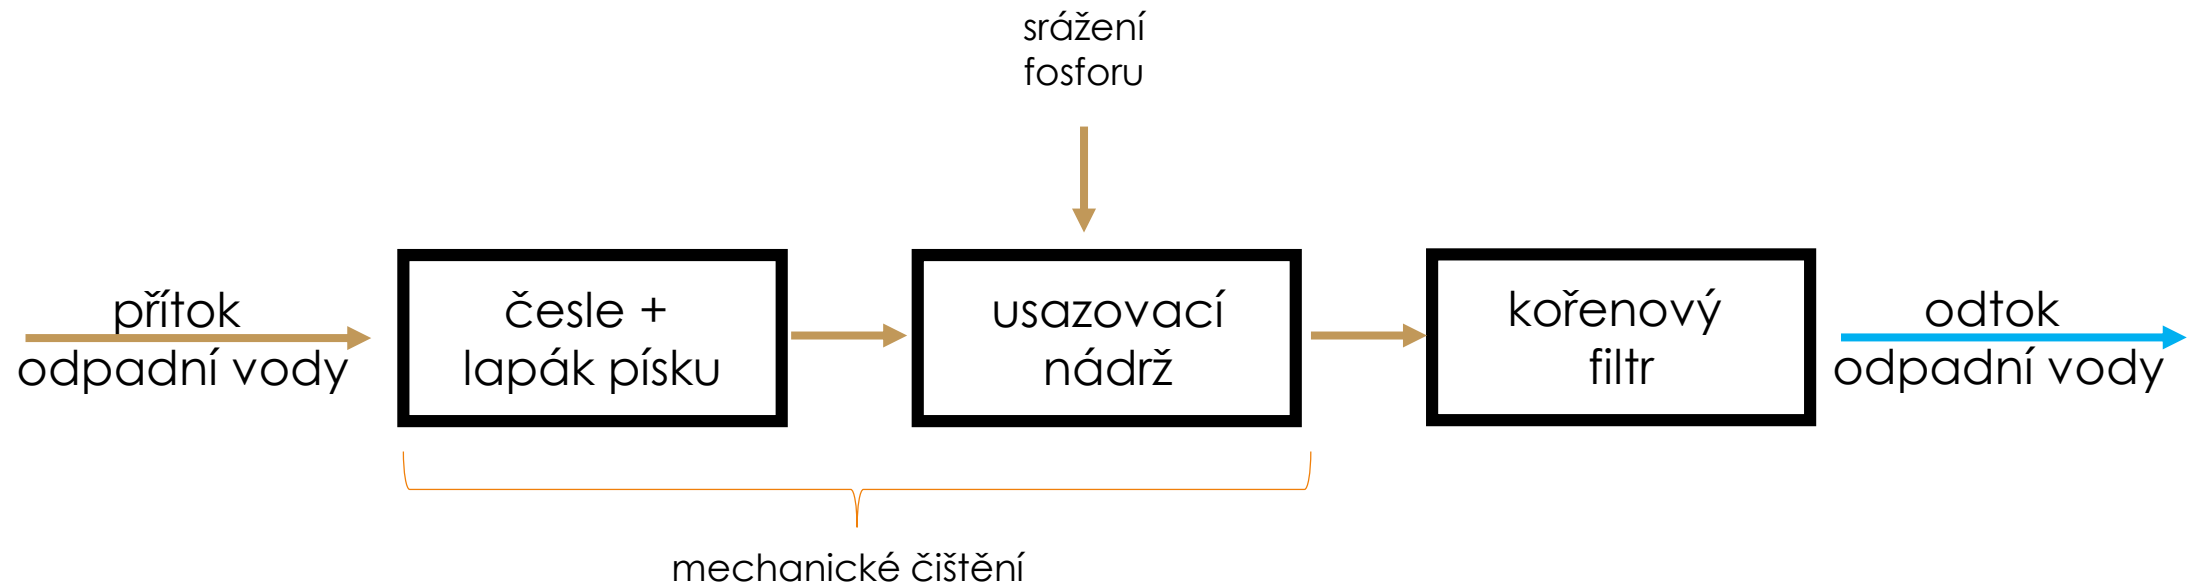 srážení
fosforu
přítok
odpadní vody
česle +
lapák písku
usazovací
nádrž
kořenový
filtr
odtok
odpadní vody
mechanické čištění